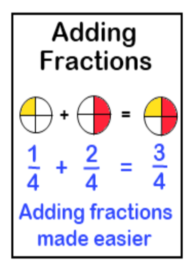 Adding
Fractions
+ =
1/4 + 2/4 = 3/4
Adding fractions
made easier